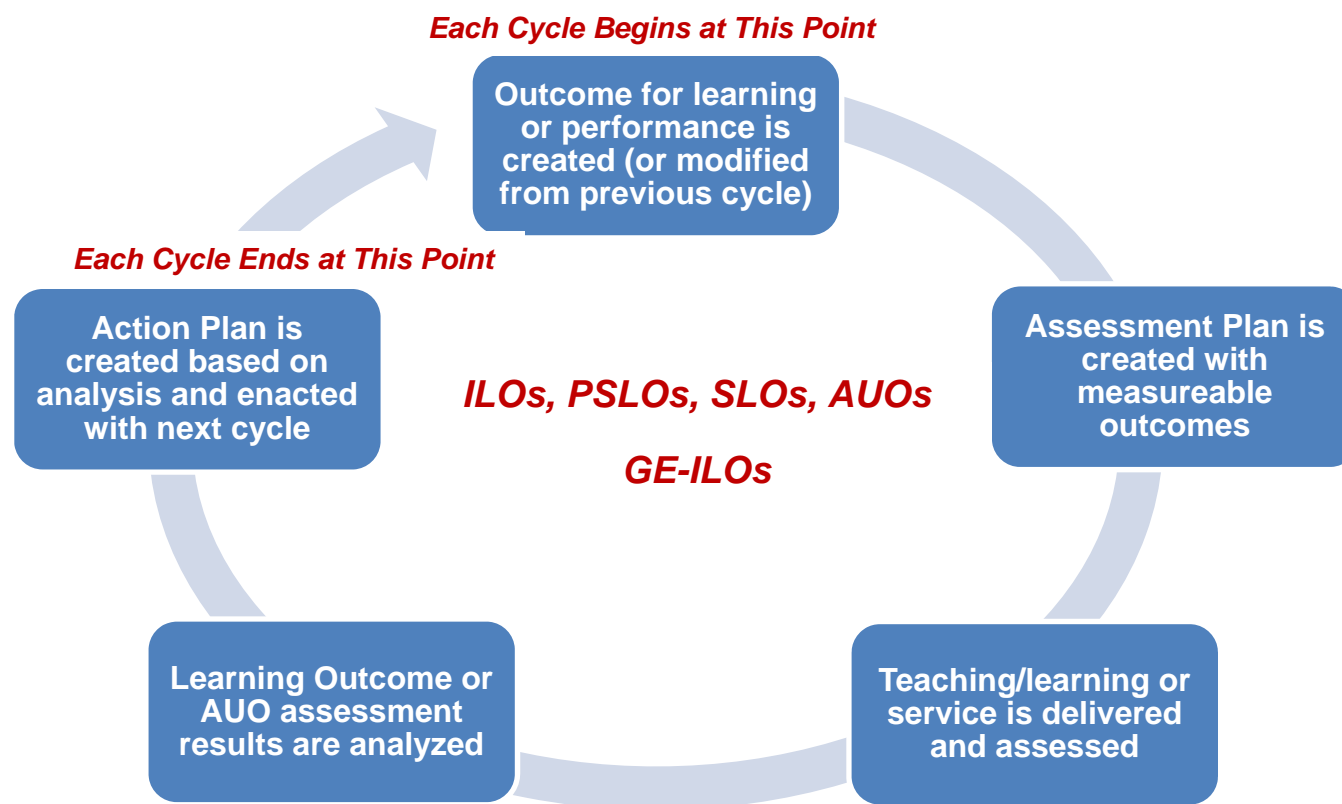 Each Cycle Begins at This Point
Outcome for learning
or performance is
created (or modified
from previous cycle)
Each Cycle Ends at This Point
Action Plan is
created based on
analysis and enacted
with next cycle
Assessment Plan is
created with
measureable
outcomes
ILOs, PSLOs, SLOs, AUOs
GE-ILOs
Learning Outcome or
AUO assessment
results are analyzed
Teaching/learning or
service is delivered
and assessed